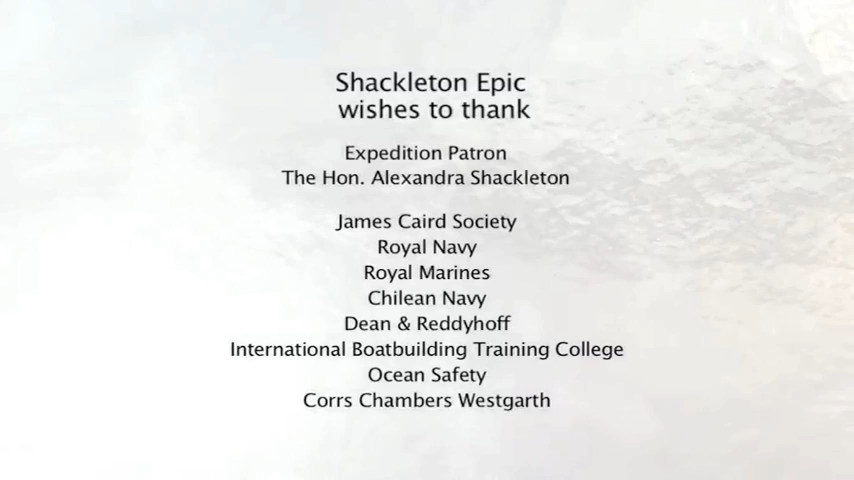 Shackleton Epic
wishes to thank
Expedition Patron
The Hon. Alexandra Shackleton
James Caird Society
Royal Navy
Royal Marines
Chilean Navy
Dean & Reddyhoff
International Boatbuilding Training College
Ocean Safety
Corrs Chambers Westgarth